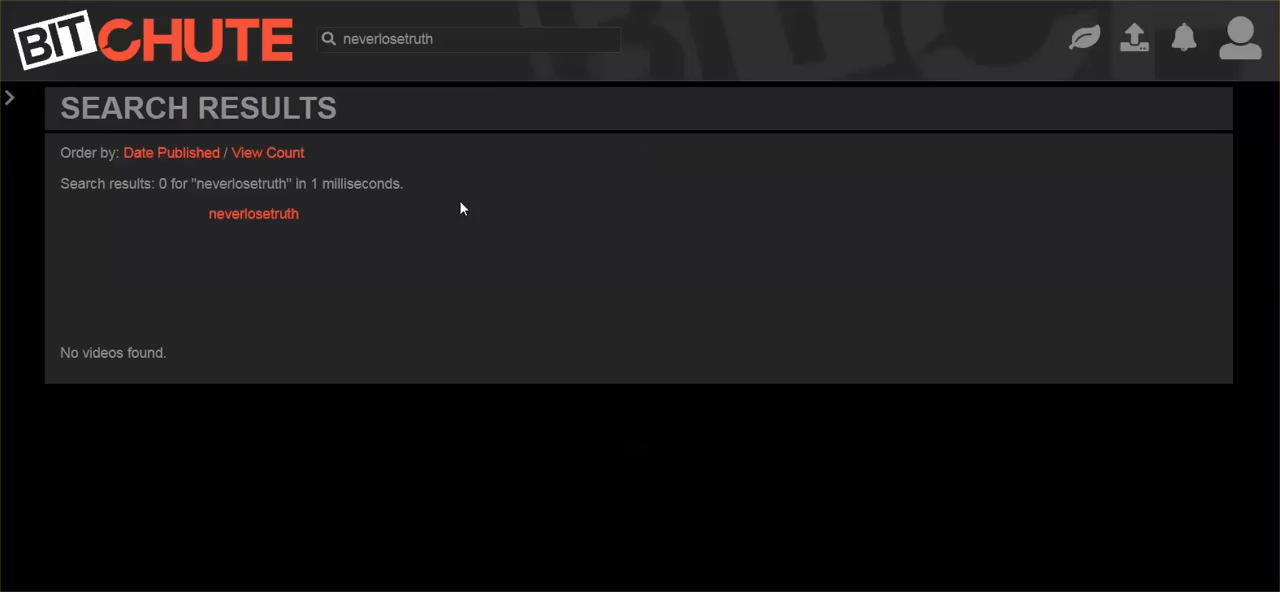 BITCHUTE
neverlosetruth
SEARCH RESULTS
Order by: Date Published / View Count
Search results: 0 for "neverlosetruth" in 1 milliseconds.
neverlosetruth
No videos found.